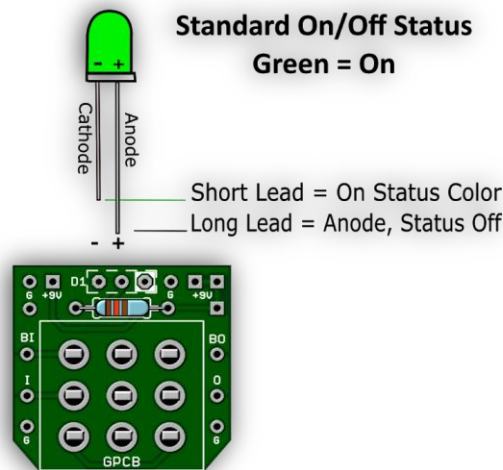 Standard On/Off Status
Green = On
- +
Cathode
Anode
Short Lead = On Status Color
Long Lead = Anode, Status Off
- +
D1
G +9V
G +9V
BI
BO
I
O
G
G
GPCB